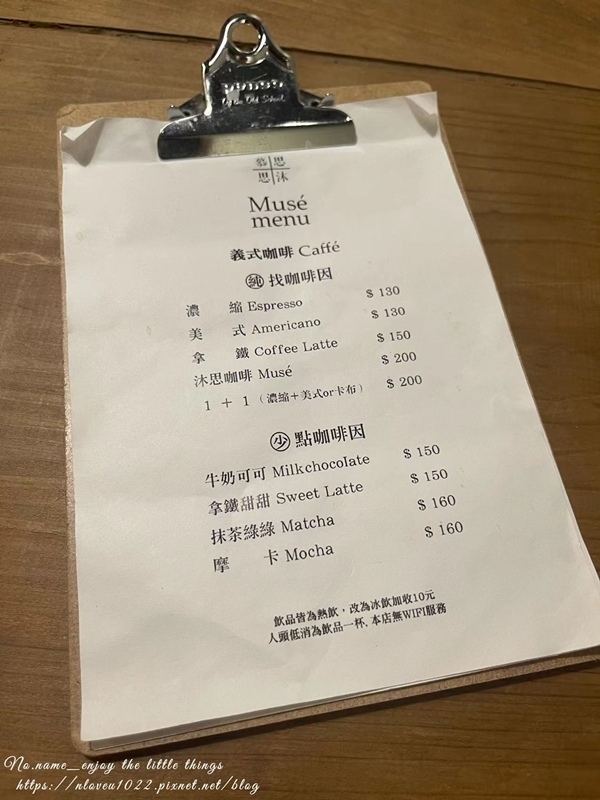 慕 思
思 沐
Musé
menu
義式咖啡 Caffé
純 找咖啡因
濃 縮 Espresso $ 130
美 式 Americano $ 130
拿 鐵 Coffee Latte $ 150
沐思咖啡 Musé $ 200
1 + 1 （濃縮+美式or卡布） $ 200
少 點咖啡因
牛奶可可 Milkchocolate $ 150
拿鐵甜甜 Sweet Latte $ 150
抹茶綠綠 Matcha $ 160
摩 卡 Mocha $ 160
飲品皆為熱飲，改為冰飲加收10元
人頭低消為飲品一杯. 本店無WIFI服務
No.name_enjoy the little things
https://nloveu1022.pixnet.net/blog